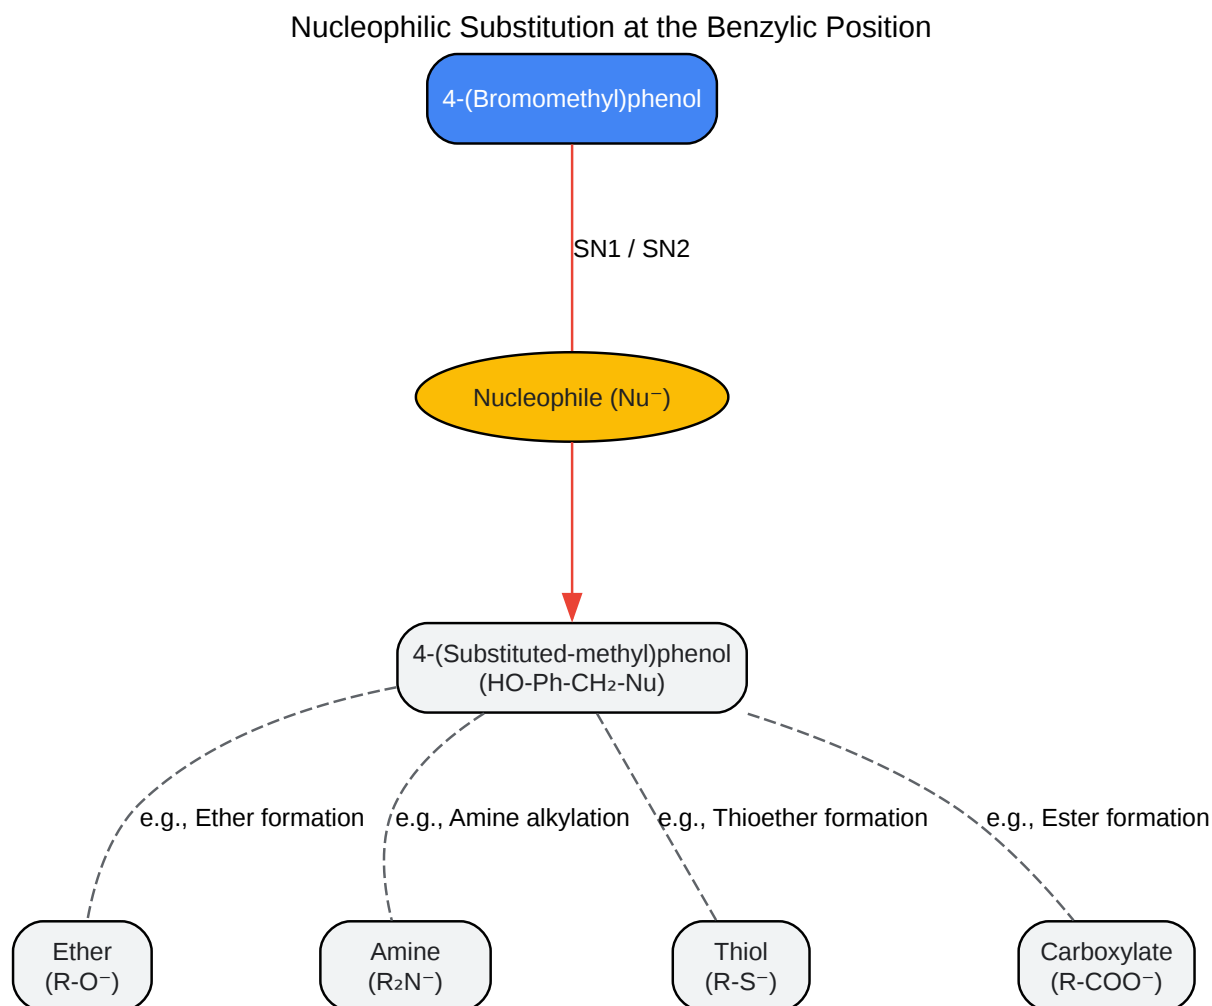 Nucleophilic Substitution at the Benzylic Position
4-(Bromomethyl)phenol
SN1 / SN2
Nucleophile (Nu⁻)
4-(Substituted-methyl)phenol
(HO-Ph-CH₂-Nu)
e.g., Ether formation
e.g., Amine alkylation
e.g., Thioether formation
e.g., Ester formation
Ether
(R-O⁻)
Amine
(R₂N⁻)
Thiol
(R-S⁻)
Carboxylate
(R-COO⁻)